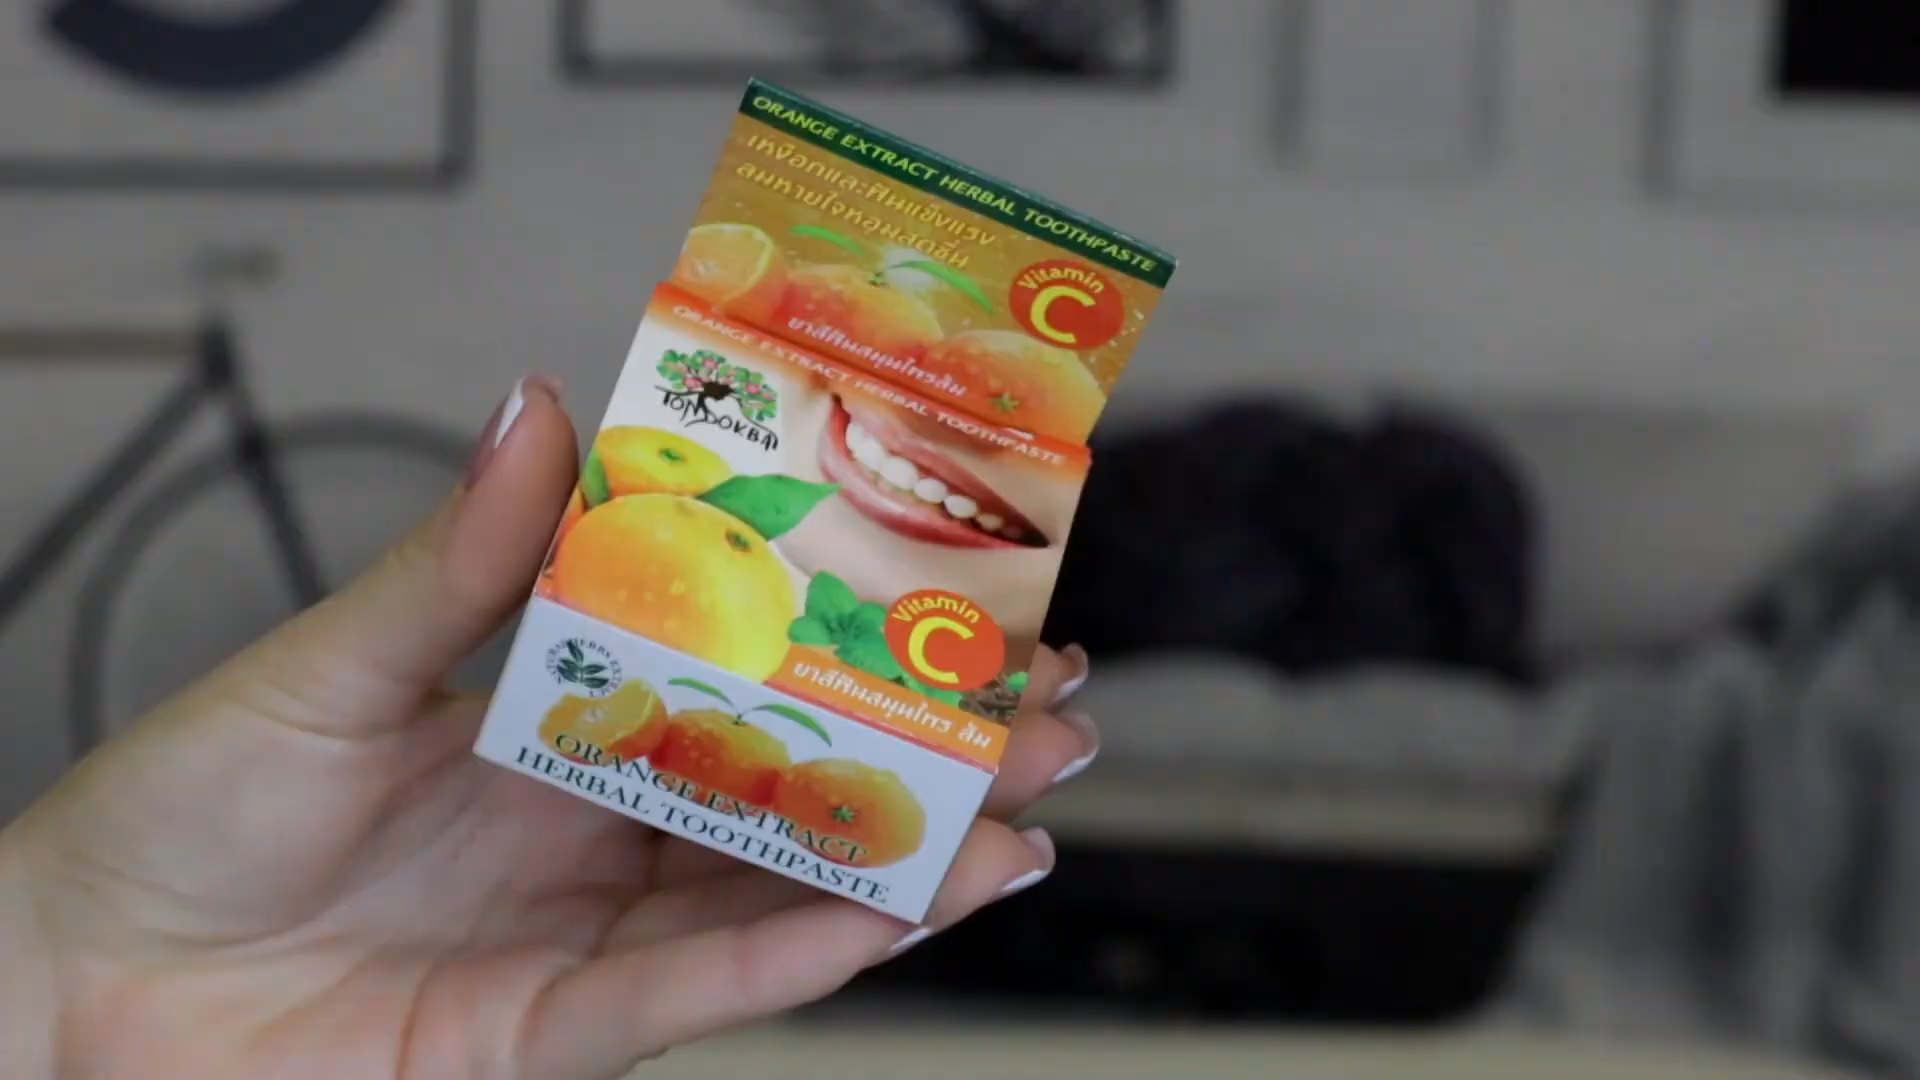 ORANGE EXTRACT HERBAL TOOTHPASTE
เหงือกและฟันแข็งแรง
ลมหายใจหอมสดชื่น
Vitamin
C
ยาสีฟันสมุนไพรส้ม
ORANGE EXTRACT HERBAL TOOTHPASTE
TONDOKBAI
Vitamin
C
ยาสีฟันสมุนไพร ส้ม
ORANGE EXTRACT
HERBAL TOOTHPASTE